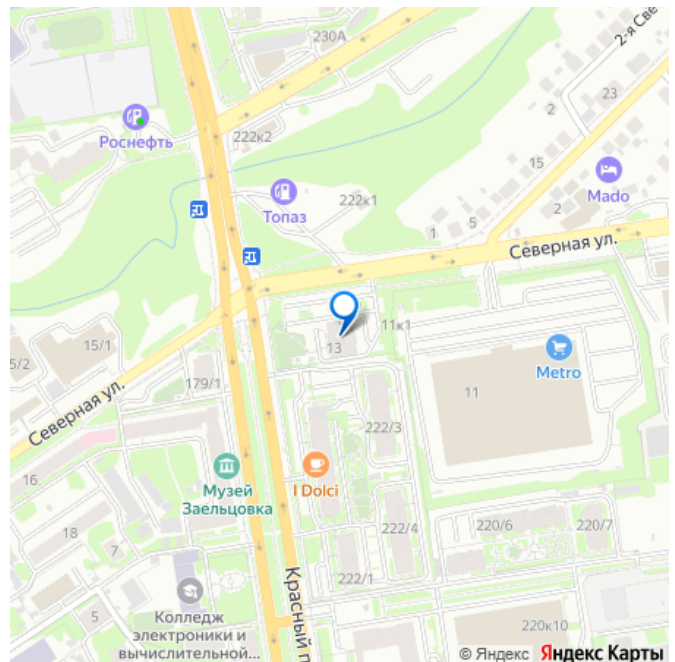 230А
2-я Све
23
2
Роснефть
222к2
15
Mado
Топаз
222к1
2
1
5
Северная ул.
11к1
13
Metro
15/1
5/2
179/1
11
Северная ул.
222/3
16
Музей
Заельцовка
I Dolci
18
7
222/4
220/6
220/7
222/1
Красный п
5
Колледж
электроники и
вычислительной...
220к10
© Яндекс Яндекс Карты